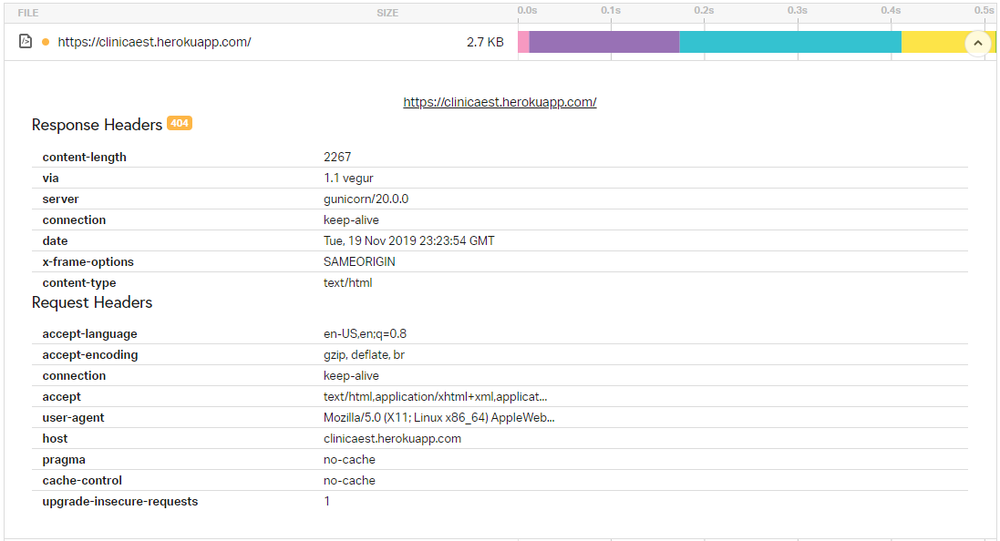 FILE SIZE 0.0s 0.1s 0.2s 0.3s 0.4s 0.5s
https://clinicaest.herokuapp.com/ 2.7 KB
https://clinicaest.herokuapp.com/
Response Headers 404
content-length 2267
via 1.1 vegur
server gunicorn/20.0.0
connection keep-alive
date Tue, 19 Nov 2019 23:23:54 GMT
x-frame-options SAMEORIGIN
content-type text/html
Request Headers
accept-language en-US,en;q=0.8
accept-encoding gzip, deflate, br
connection keep-alive
accept text/html,application/xhtml+xml,applicat...
user-agent Mozilla/5.0 (X11; Linux x86_64) AppleWeb...
host clinicaest.herokuapp.com
pragma no-cache
cache-control no-cache
upgrade-insecure-requests 1